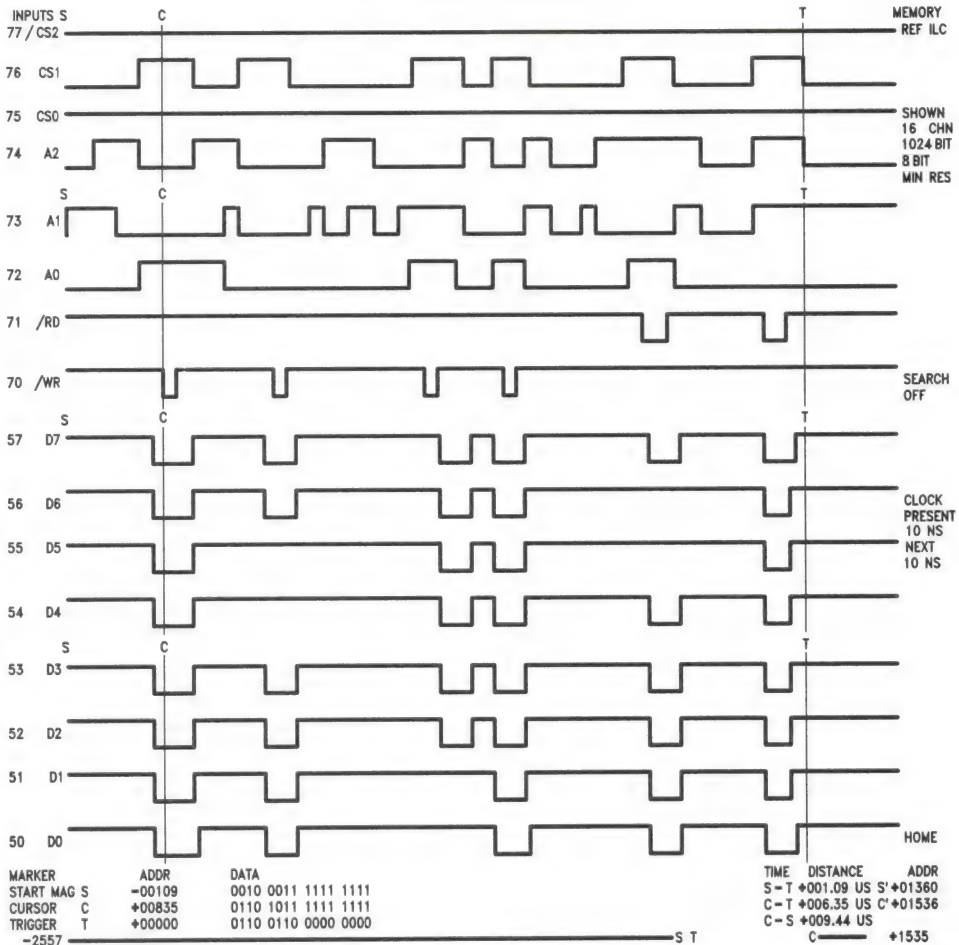 INPUTS S C T MEMORY
77 /CS2 REF ILC
76 CS1
75 CS0 SHOWN
16 CHN
1024 BIT
74 A2 8 BIT
MIN RES
S C T
73 A1
72 A0
71 /RD
70 /WR SEARCH
OFF
S C T
57 D7
56 D6 CLOCK
PRESENT
10 NS
55 D5 NEXT
10 NS
54 D4
S C T
53 D3
52 D2
51 D1
50 D0 HOME
MARKER ADDR DATA TIME DISTANCE ADDR
START MAG S -00109 0010 0011 1111 1111 S-T +001.09 US S'+01360
CURSOR C +00835 0110 1011 1111 1111 C-T +006.35 US C'+01536
TRIGGER T +00000 0110 0110 0000 0000 C-S +009.44 US
-2557 S T C +1535